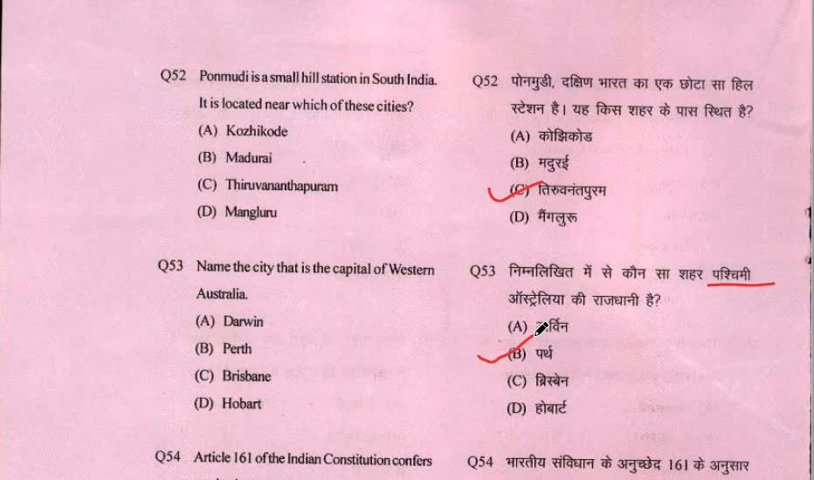 Q52 Ponmudi is a small hill station in South India.
It is located near which of these cities?
(A) Kozhikode
(B) Madurai
(C) Thiruvananthapuram
(D) Mangluru
Q53 Name the city that is the capital of Western
Australia.
(A) Darwin
(B) Perth
(C) Brisbane
(D) Hobart
Q54 Article 161 of the Indian Constitution confers
Q52 पोनमुडी, दक्षिण भारत का एक छोटा सा हिल
स्टेशन है। यह किस शहर के पास स्थित है?
(A) कोझिकोड
(B) मदुरई
(C) तिरुवनंतपुरम
(D) मैंगलुरू
Q53 निम्नलिखित में से कौन सा शहर पश्चिमी
ऑस्ट्रेलिया की राजधानी है?
(A)
(B) पर्थ
(C) ब्रिस्बेन
(D) होबार्ट
Q54 भारतीय संविधान के अनुच्छेद 161 के अनुसार